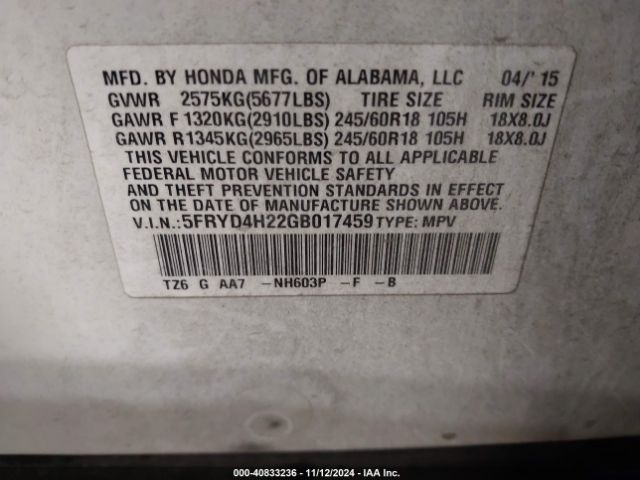 MFD. BY HONDA MFG. OF ALABAMA, LLC 04/'15
GVWR 2575KG(5677LBS) TIRE SIZE RIM SIZE
GAWR F 1320KG(2910LBS) 245/60R18 105H 18X8.0J
GAWR R1345KG(2965LBS) 245/60R18 105H 18X8.0J
THIS VEHICLE CONFORMS TO ALL APPLICABLE
FEDERAL MOTOR VEHICLE SAFETY
AND THEFT PREVENTION STANDARDS IN EFFECT
ON THE DATE OF MANUFACTURE SHOWN ABOVE.
V.I.N.:5FRYD4H22GB017459 TYPE: MPV
TZ6 G AA7 -NH603P -F -B
000-40833236 - 11/12/2024 - IAA Inc.